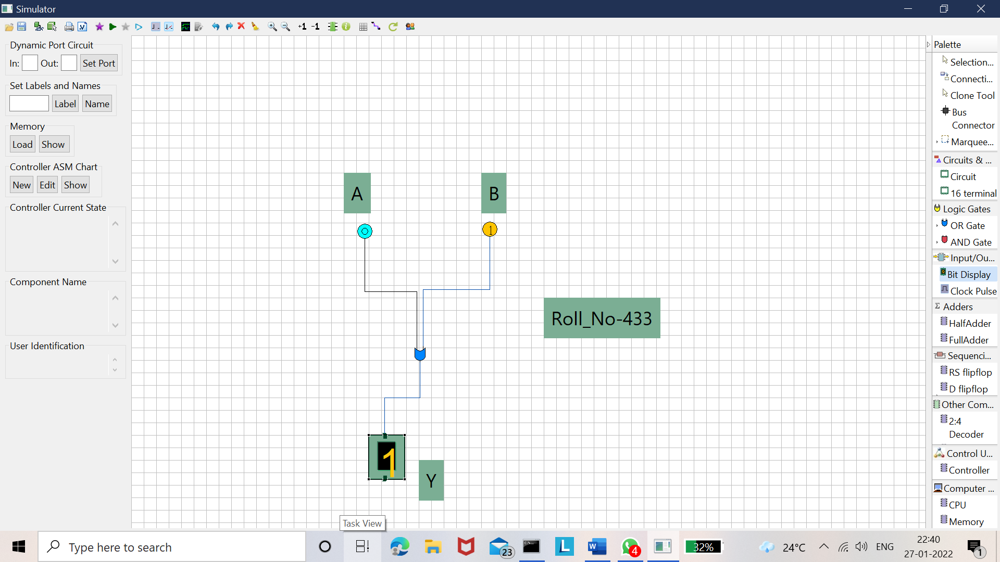 Simulator
+1 -1
Dynamic Port Circuit
In: Out: Set Port
Set Labels and Names
Label Name
Memory
Load Show
Controller ASM Chart
New Edit Show
Controller Current State
Component Name
User Identification
A B
0 1
Roll_No-433
1
Y
Task View
Palette
Selection...
Connecti...
Clone Tool
Bus
Connector
Marquee...
Circuits & ...
Circuit
16 terminal
Logic Gates
OR Gate
AND Gate
Input/Ou...
Bit Display
Clock Pulse
Adders
HalfAdder
FullAdder
Sequenci...
RS flipflop
D flipflop
Other Com...
2:4
Decoder
Control U...
Controller
Computer ...
CPU
Memory
Type here to search
23
L
W
4
32%
24°C
ENG
22:40
27-01-2022
1